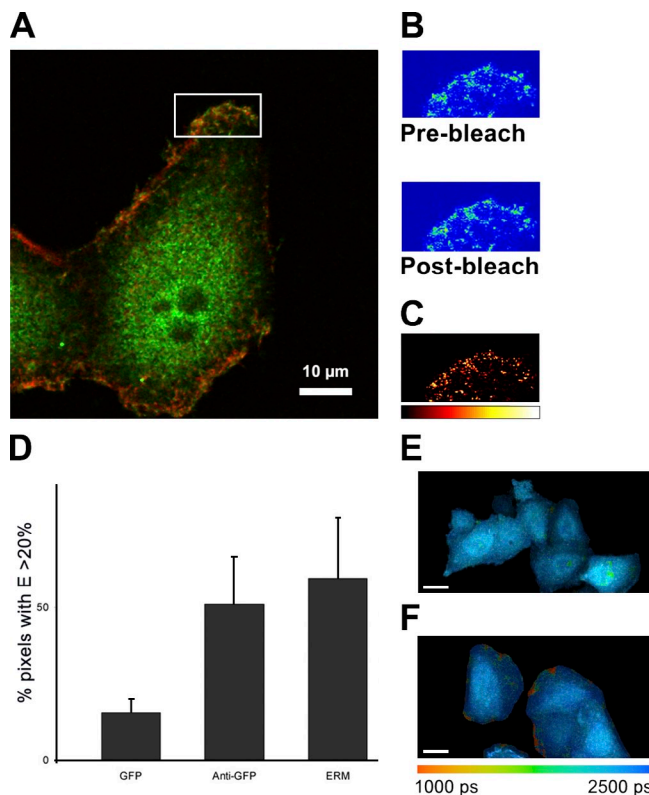 A
B
Pre-bleach
Post-bleach
10 µm
C
D
% pixels with E >20%
50
0
GFP
Anti-GFP
ERM
E
F
1000 ps
2500 ps